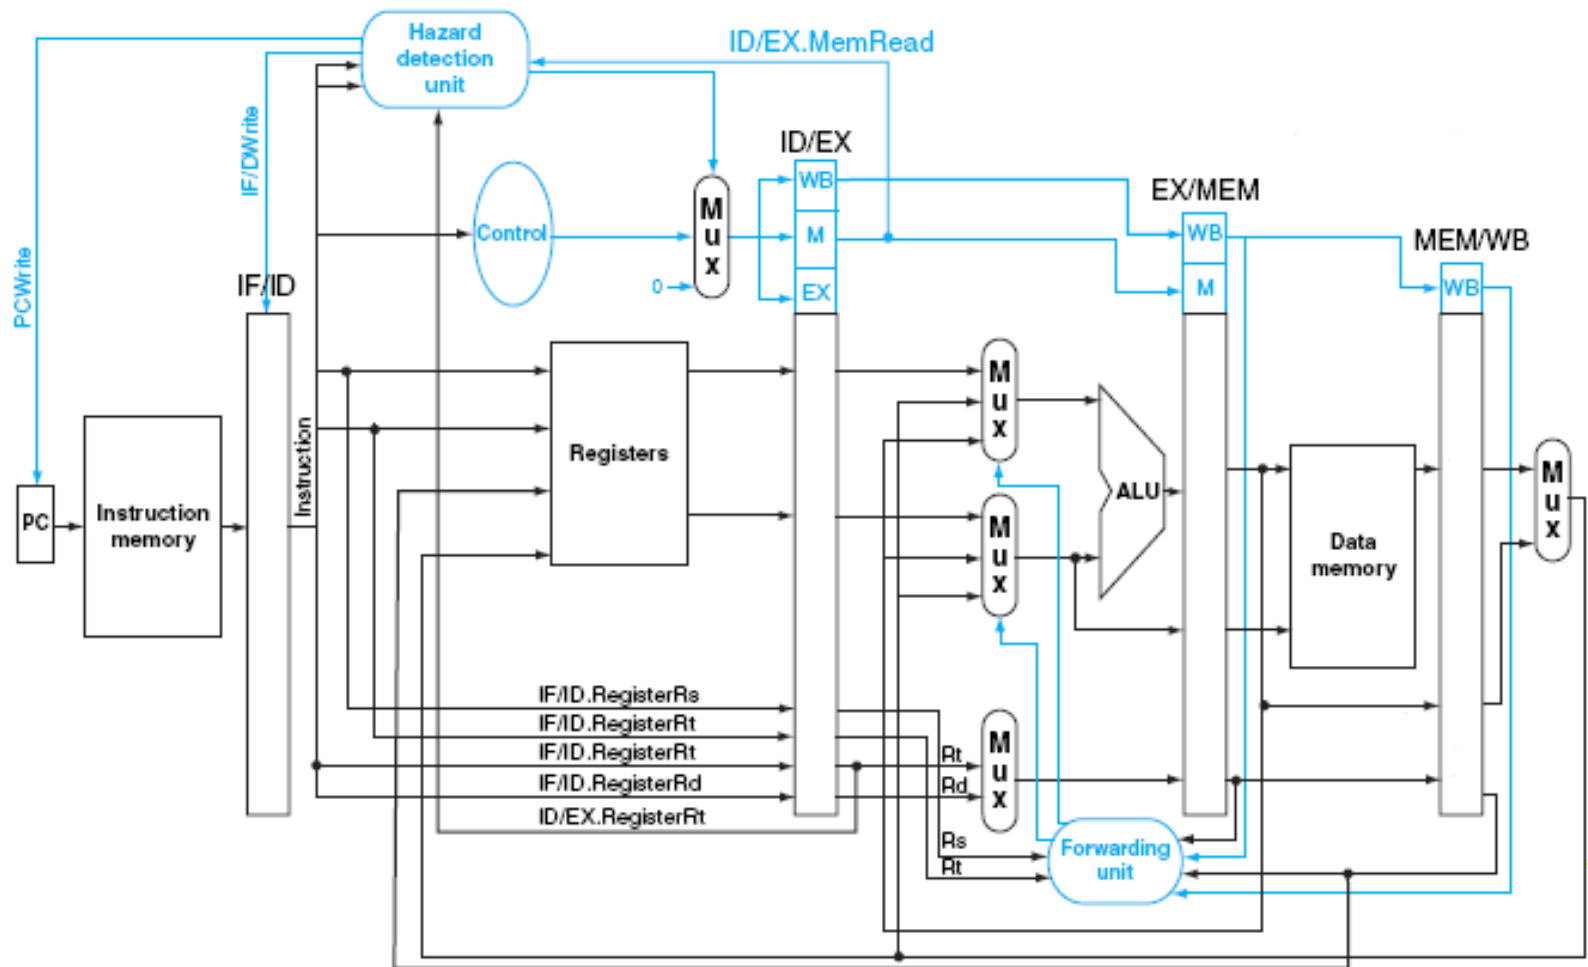 Hazard
detection
unit
ID/EX.MemRead
IF/DWrite
PCWrite
ID/EX
WB
M
EX
Control
0
M
u
x
EX/MEM
WB
M
MEM/WB
WB
IF/ID
Instruction
PC
Instruction
memory
Registers
M
u
x
M
u
x
ALU
Data
memory
M
u
x
IF/ID.RegisterRs
IF/ID.RegisterRt
IF/ID.RegisterRt
IF/ID.RegisterRd
ID/EX.RegisterRt
Rt
Rd
M
u
x
Rs
Rt
Forwarding
unit